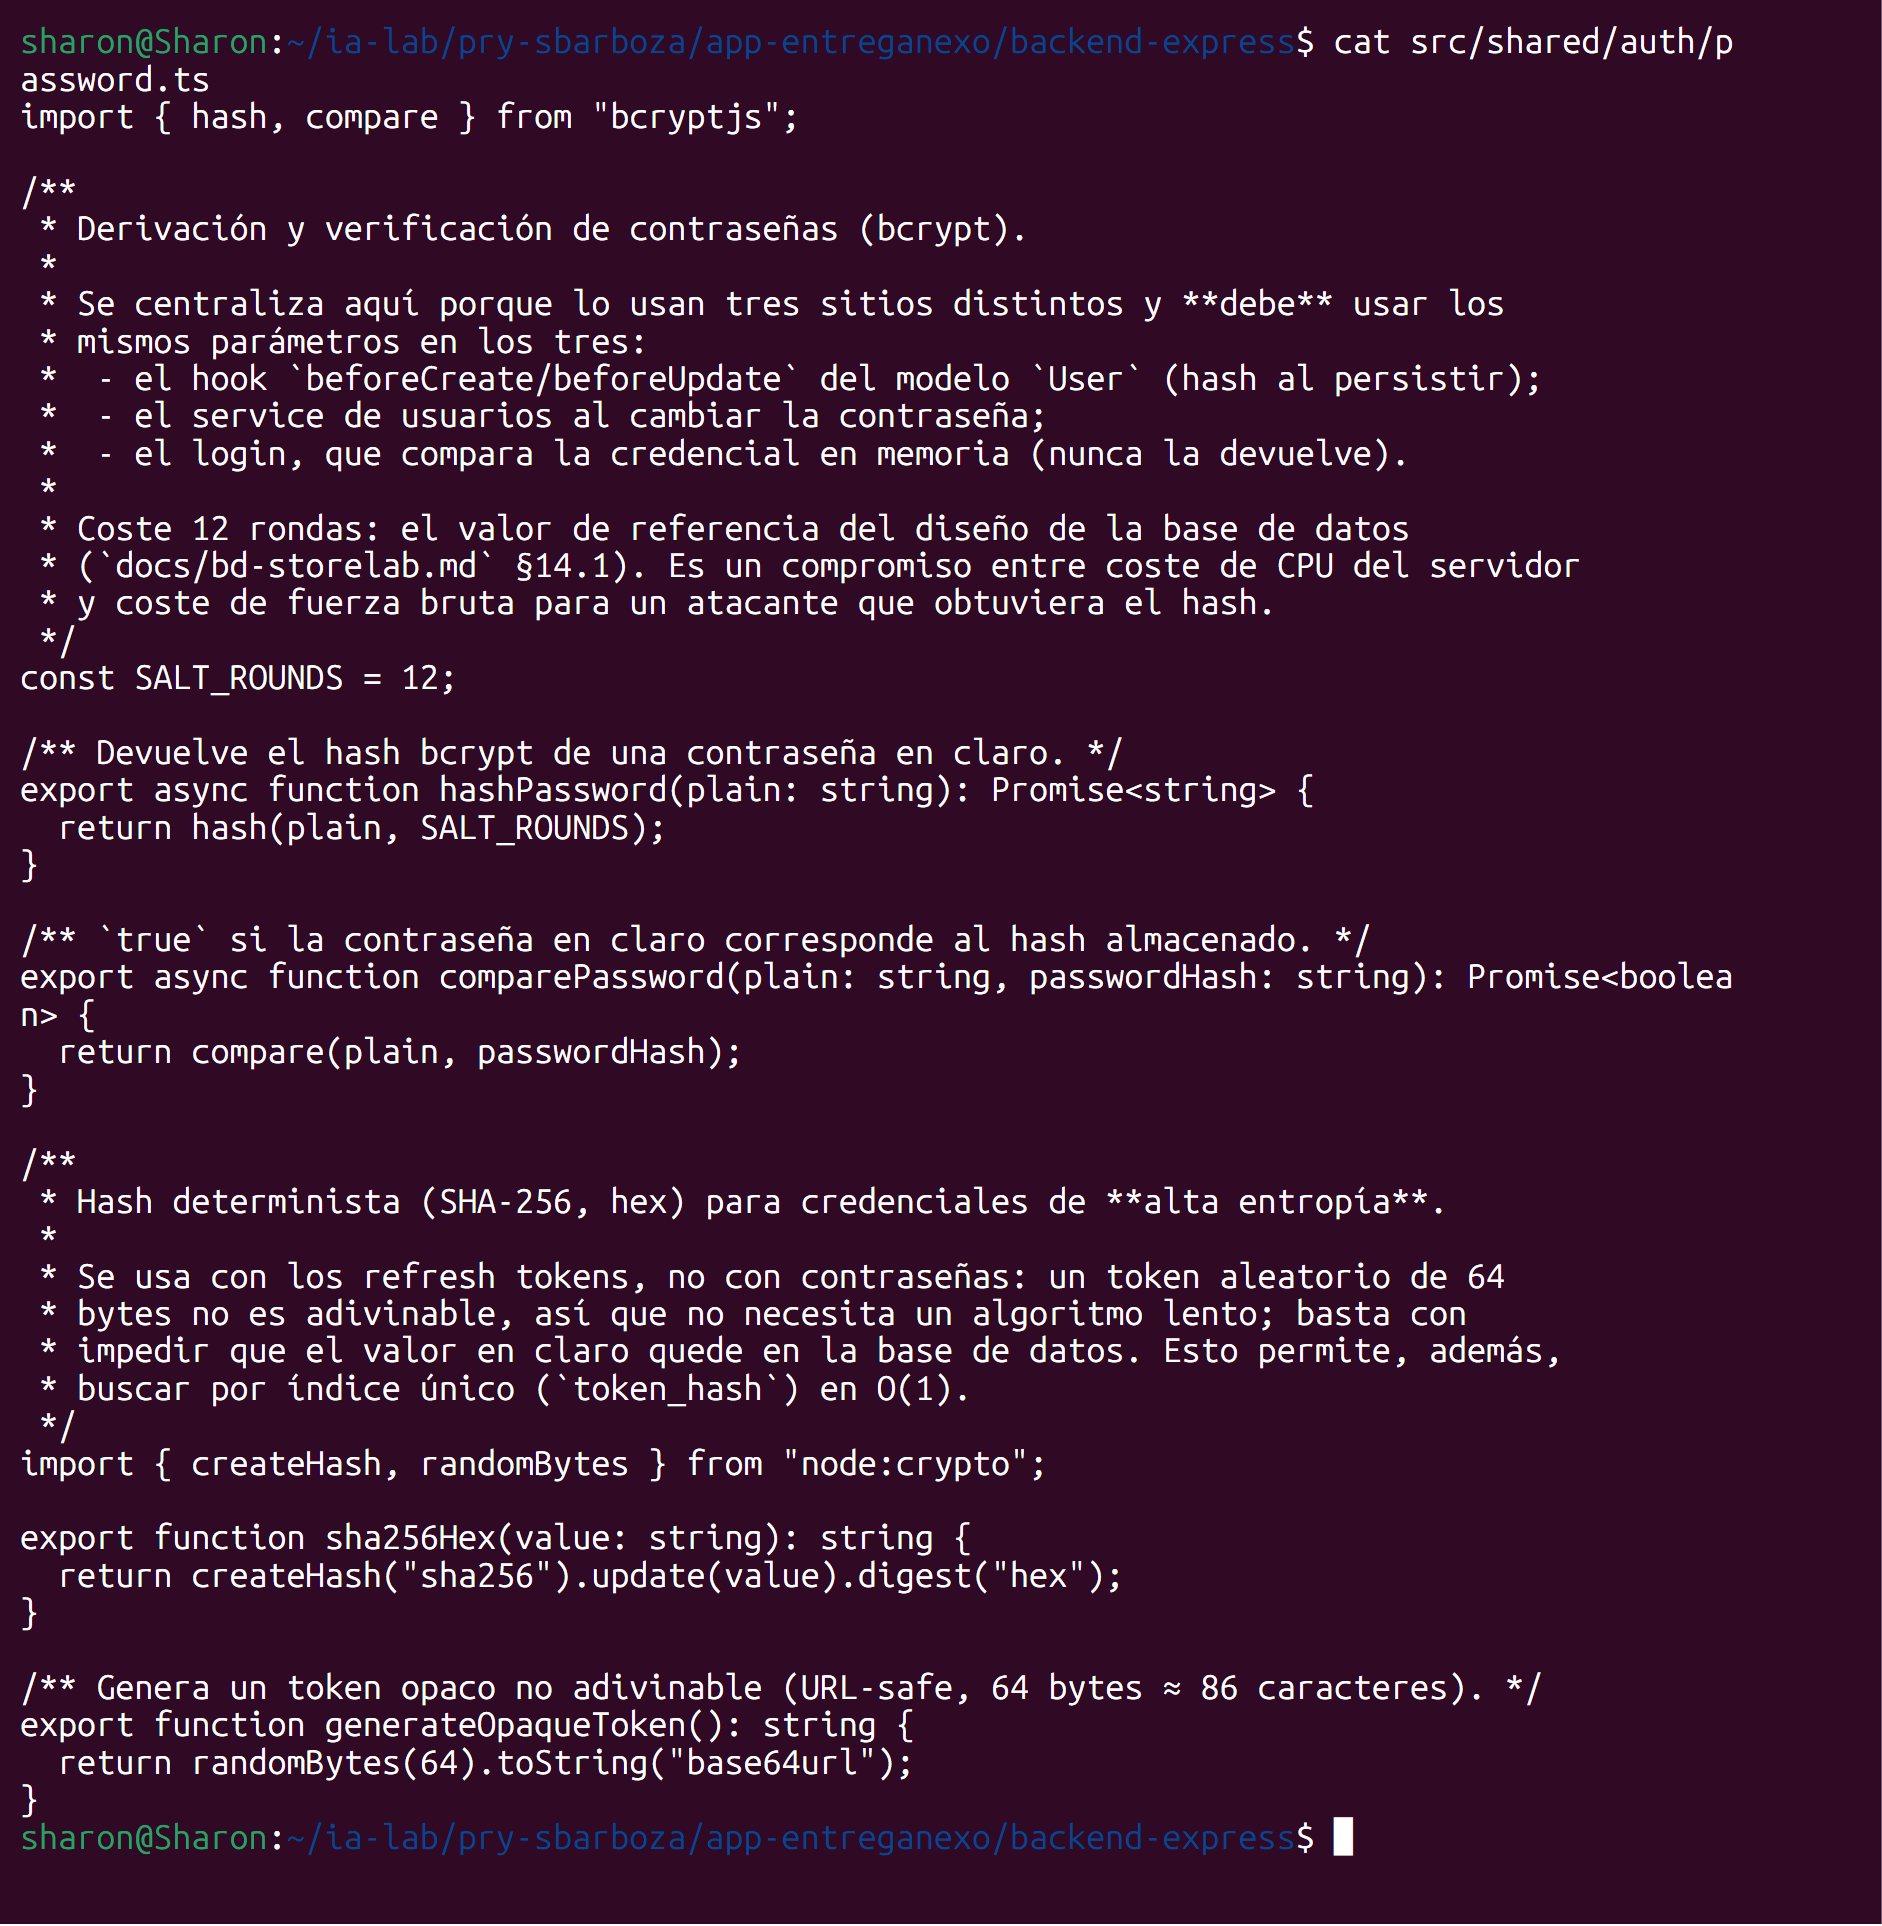 sharon@Sharon:~/ia-lab/pry-sbarboza/app-entreganexo/backend-express$ cat src/shared/auth/p
assword.ts
import { hash, compare } from "bcryptjs";

/**
 * Derivación y verificación de contraseñas (bcrypt).
 *
 * Se centraliza aquí porque lo usan tres sitios distintos y **debe** usar los
 * mismos parámetros en los tres:
 *  - el hook `beforeCreate/beforeUpdate` del modelo `User` (hash al persistir);
 *  - el service de usuarios al cambiar la contraseña;
 *  - el login, que compara la credencial en memoria (nunca la devuelve).
 *
 * Coste 12 rondas: el valor de referencia del diseño de la base de datos
 * (`docs/bd-storelab.md` §14.1). Es un compromiso entre coste de CPU del servidor
 * y coste de fuerza bruta para un atacante que obtuviera el hash.
 */
const SALT_ROUNDS = 12;

/** Devuelve el hash bcrypt de una contraseña en claro. */
export async function hashPassword(plain: string): Promise<string> {
  return hash(plain, SALT_ROUNDS);
}

/** `true` si la contraseña en claro corresponde al hash almacenado. */
export async function comparePassword(plain: string, passwordHash: string): Promise<boolea
n> {
  return compare(plain, passwordHash);
}

/**
 * Hash determinista (SHA-256, hex) para credenciales de **alta entropía**.
 *
 * Se usa con los refresh tokens, no con contraseñas: un token aleatorio de 64
 * bytes no es adivinable, así que no necesita un algoritmo lento; basta con
 * impedir que el valor en claro quede en la base de datos. Esto permite, además,
 * buscar por índice único (`token_hash`) en O(1).
 */
import { createHash, randomBytes } from "node:crypto";

export function sha256Hex(value: string): string {
  return createHash("sha256").update(value).digest("hex");
}

/** Genera un token opaco no adivinable (URL-safe, 64 bytes ≈ 86 caracteres). */
export function generateOpaqueToken(): string {
  return randomBytes(64).toString("base64url");
}
sharon@Sharon:~/ia-lab/pry-sbarboza/app-entreganexo/backend-express$